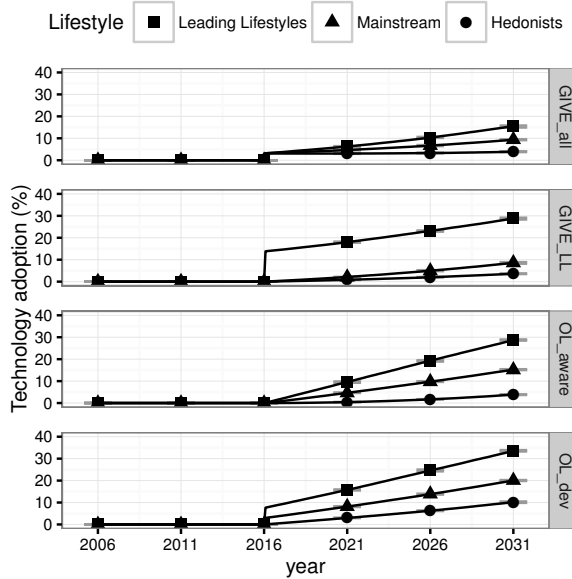 Lifestyle Leading Lifestyles Mainstream Hedonists
Technology adoption (%)
40
30
20
10
0
GIVE_all
40
30
20
10
0
GIVE_LL
40
30
20
10
0
OL_aware
40
30
20
10
0
OL_dev
2006 2011 2016 2021 2026 2031
year